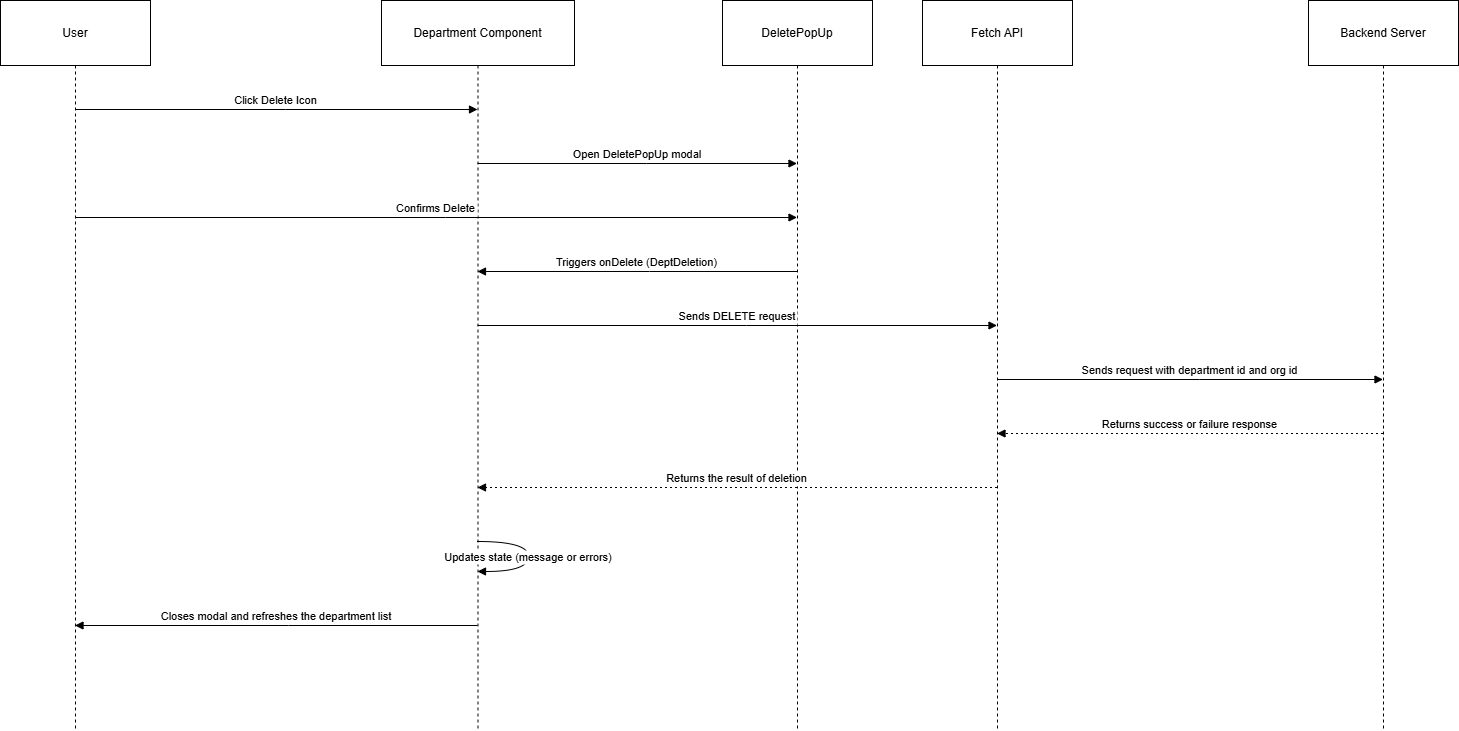 User
Department Component
DeletePopUp
Fetch API
Backend Server
Click Delete Icon
Open DeletePopUp modal
Confirms Delete
Triggers onDelete (DeptDeletion)
Sends DELETE request
Sends request with department id and org id
Returns success or failure response
Returns the result of deletion
Updates state (message or errors)
Closes modal and refreshes the department list